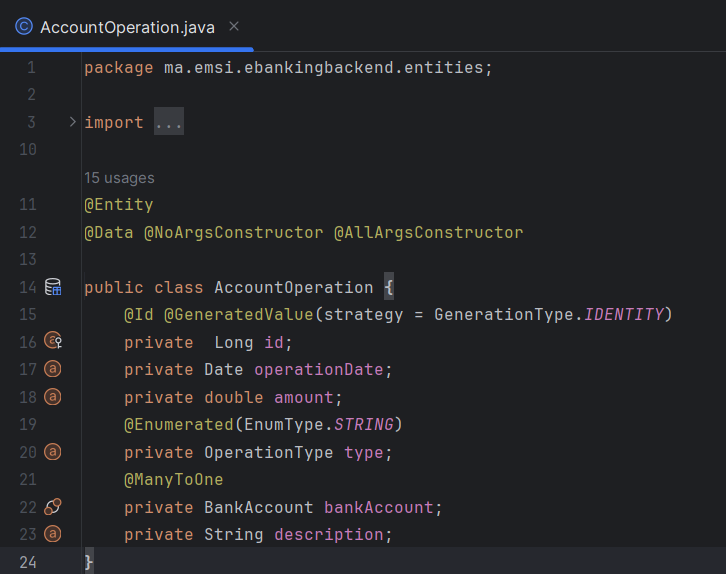 AccountOperation.java
1 package ma.emsi.ebankingbackend.entities;
2
3 import ...
10
15 usages
11 @Entity
12 @Data @NoArgsConstructor @AllArgsConstructor
13
14 public class AccountOperation {
15 @Id @GeneratedValue(strategy = GenerationType.IDENTITY)
16 private  Long id;
17 private Date operationDate;
18 private double amount;
19 @Enumerated(EnumType.STRING)
20 private OperationType type;
21 @ManyToOne
22 private BankAccount bankAccount;
23 private String description;
24 }